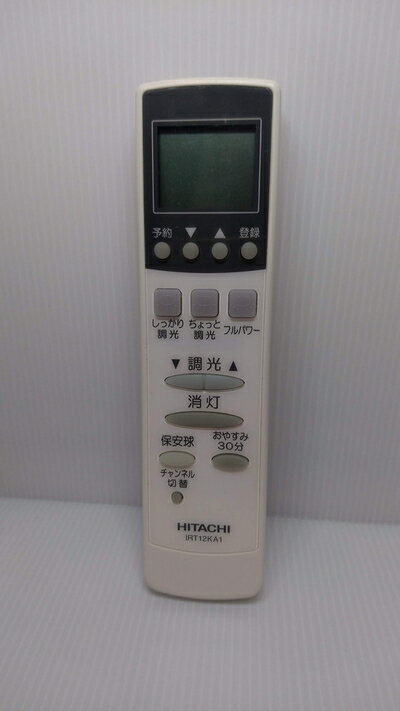 予約 ▼ ▲ 登録
しっかり調光 ちょっと調光 フルパワー
▼ 調光 ▲
消灯
保安球 おやすみ30分
チャンネル
切替
HITACHI
IRT12KA1